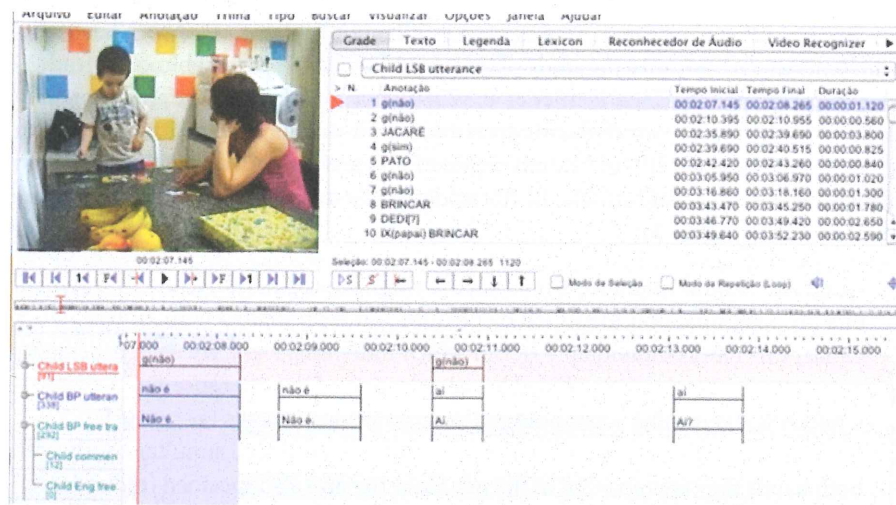 Arquivo Editar Anotação Trilha Tipo Buscar Visualizar Opções Janela Ajudar
Grade Texto Legenda Lexicon Reconhecedor de Áudio Video Recognizer
Child LSB utterance
> N. Anotação Tempo Inicial Tempo Final Duração
1 g(não) 00:02:07.145 00:02:08.265 00:00:01.120
2 g(não) 00:02:10.395 00:02:10.955 00:00:00.560
3 JACARÉ 00:02:35.890 00:02:39.690 00:00:03.800
4 g(sim) 00:02:39.690 00:02:40.515 00:00:00.825
5 PATO 00:02:42.420 00:02:43.260 00:00:00.840
6 g(não) 00:03:05.950 00:03:06.970 00:00:01.020
7 g(não) 00:03:16.860 00:03:18.160 00:00:01.300
8 BRINCAR 00:03:43.470 00:03:45.250 00:00:01.780
9 DEDI[?] 00:03:46.770 00:03:49.420 00:00:02.650
10 IX(papai) BRINCAR 00:03:49.640 00:03:52.230 00:00:02.590
00:02:07.145 Seleção: 00:02:07.145 - 00:02:08.265 1120
Modo de Seleção Modo da Repetição (Loop)
07.000 00:02:08.000 00:02:09.000 00:02:10.000 00:02:11.000 00:02:12.000 00:02:13.000 00:02:14.000 00:02:15.000
Child LSB uttera g(não) g(não)
[91]
Child BP utteran não é não é aí aí
[338]
Child BP free tra Não é. Não é. Aí. Aí?
[292]
Child commen
[12]
Child Eng free
[0]